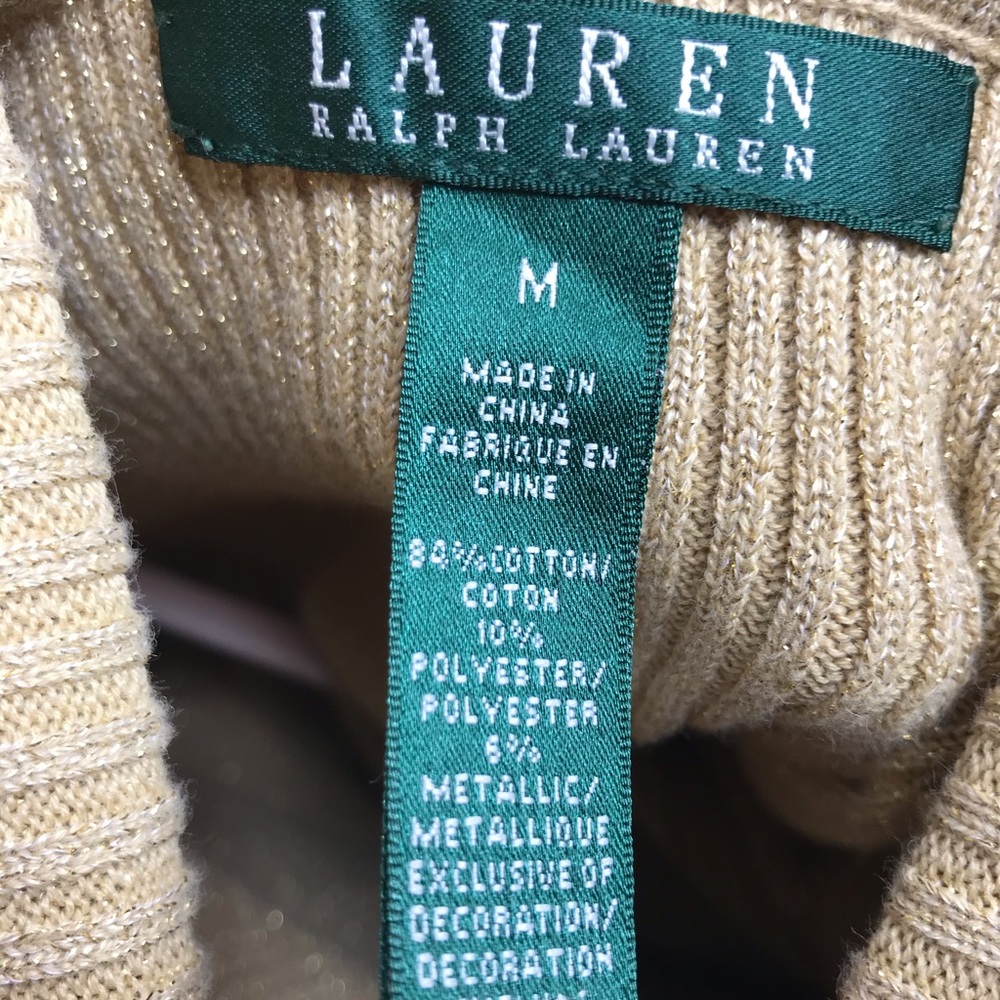 LAUREN
RALPH LAUREN
M
MADE IN
CHINA
FABRIQUE EN
CHINE
84%COTTON/
COTON
10%
POLYESTER/
POLYESTER
6%
METALLIC/
METALLIQUE
EXCLUSIVE OF
DECORATION/
DECORATION